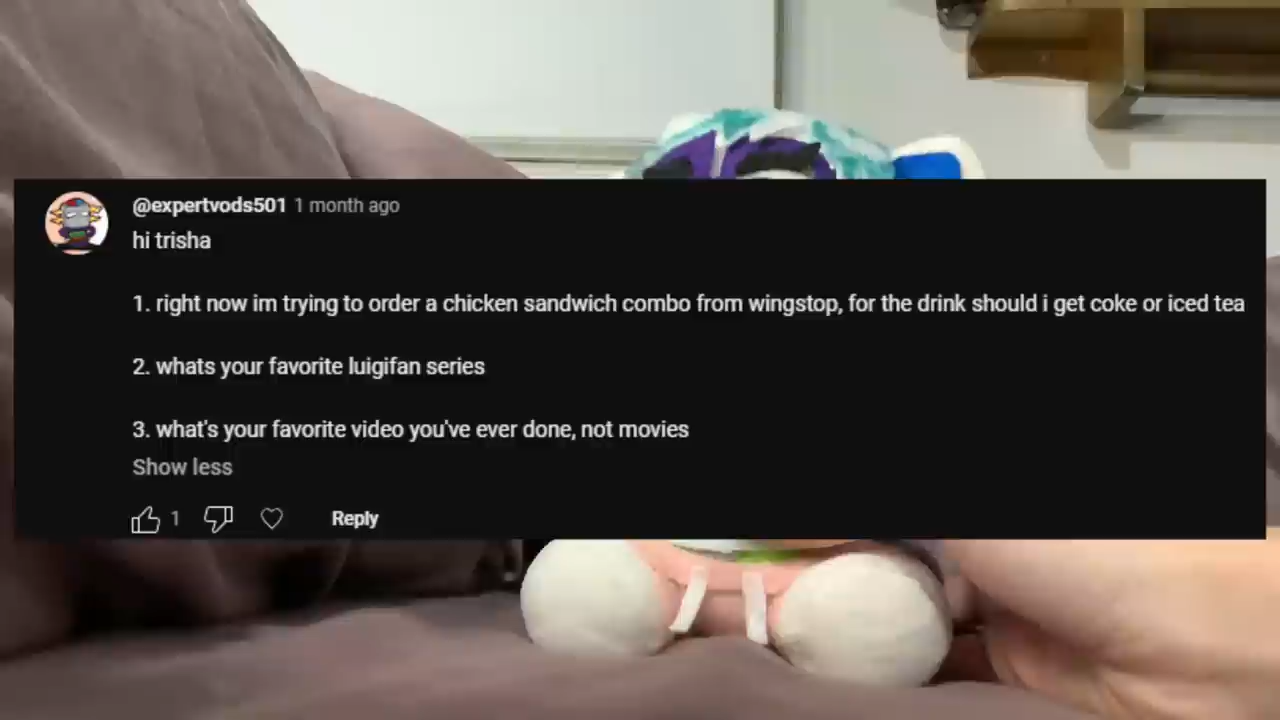 @expertvods501 1 month ago
hi trisha
1. right now im trying to order a chicken sandwich combo from wingstop, for the drink should i get coke or iced tea
2. whats your favorite luigifan series
3. what's your favorite video you've ever done, not movies
Show less
1
Reply